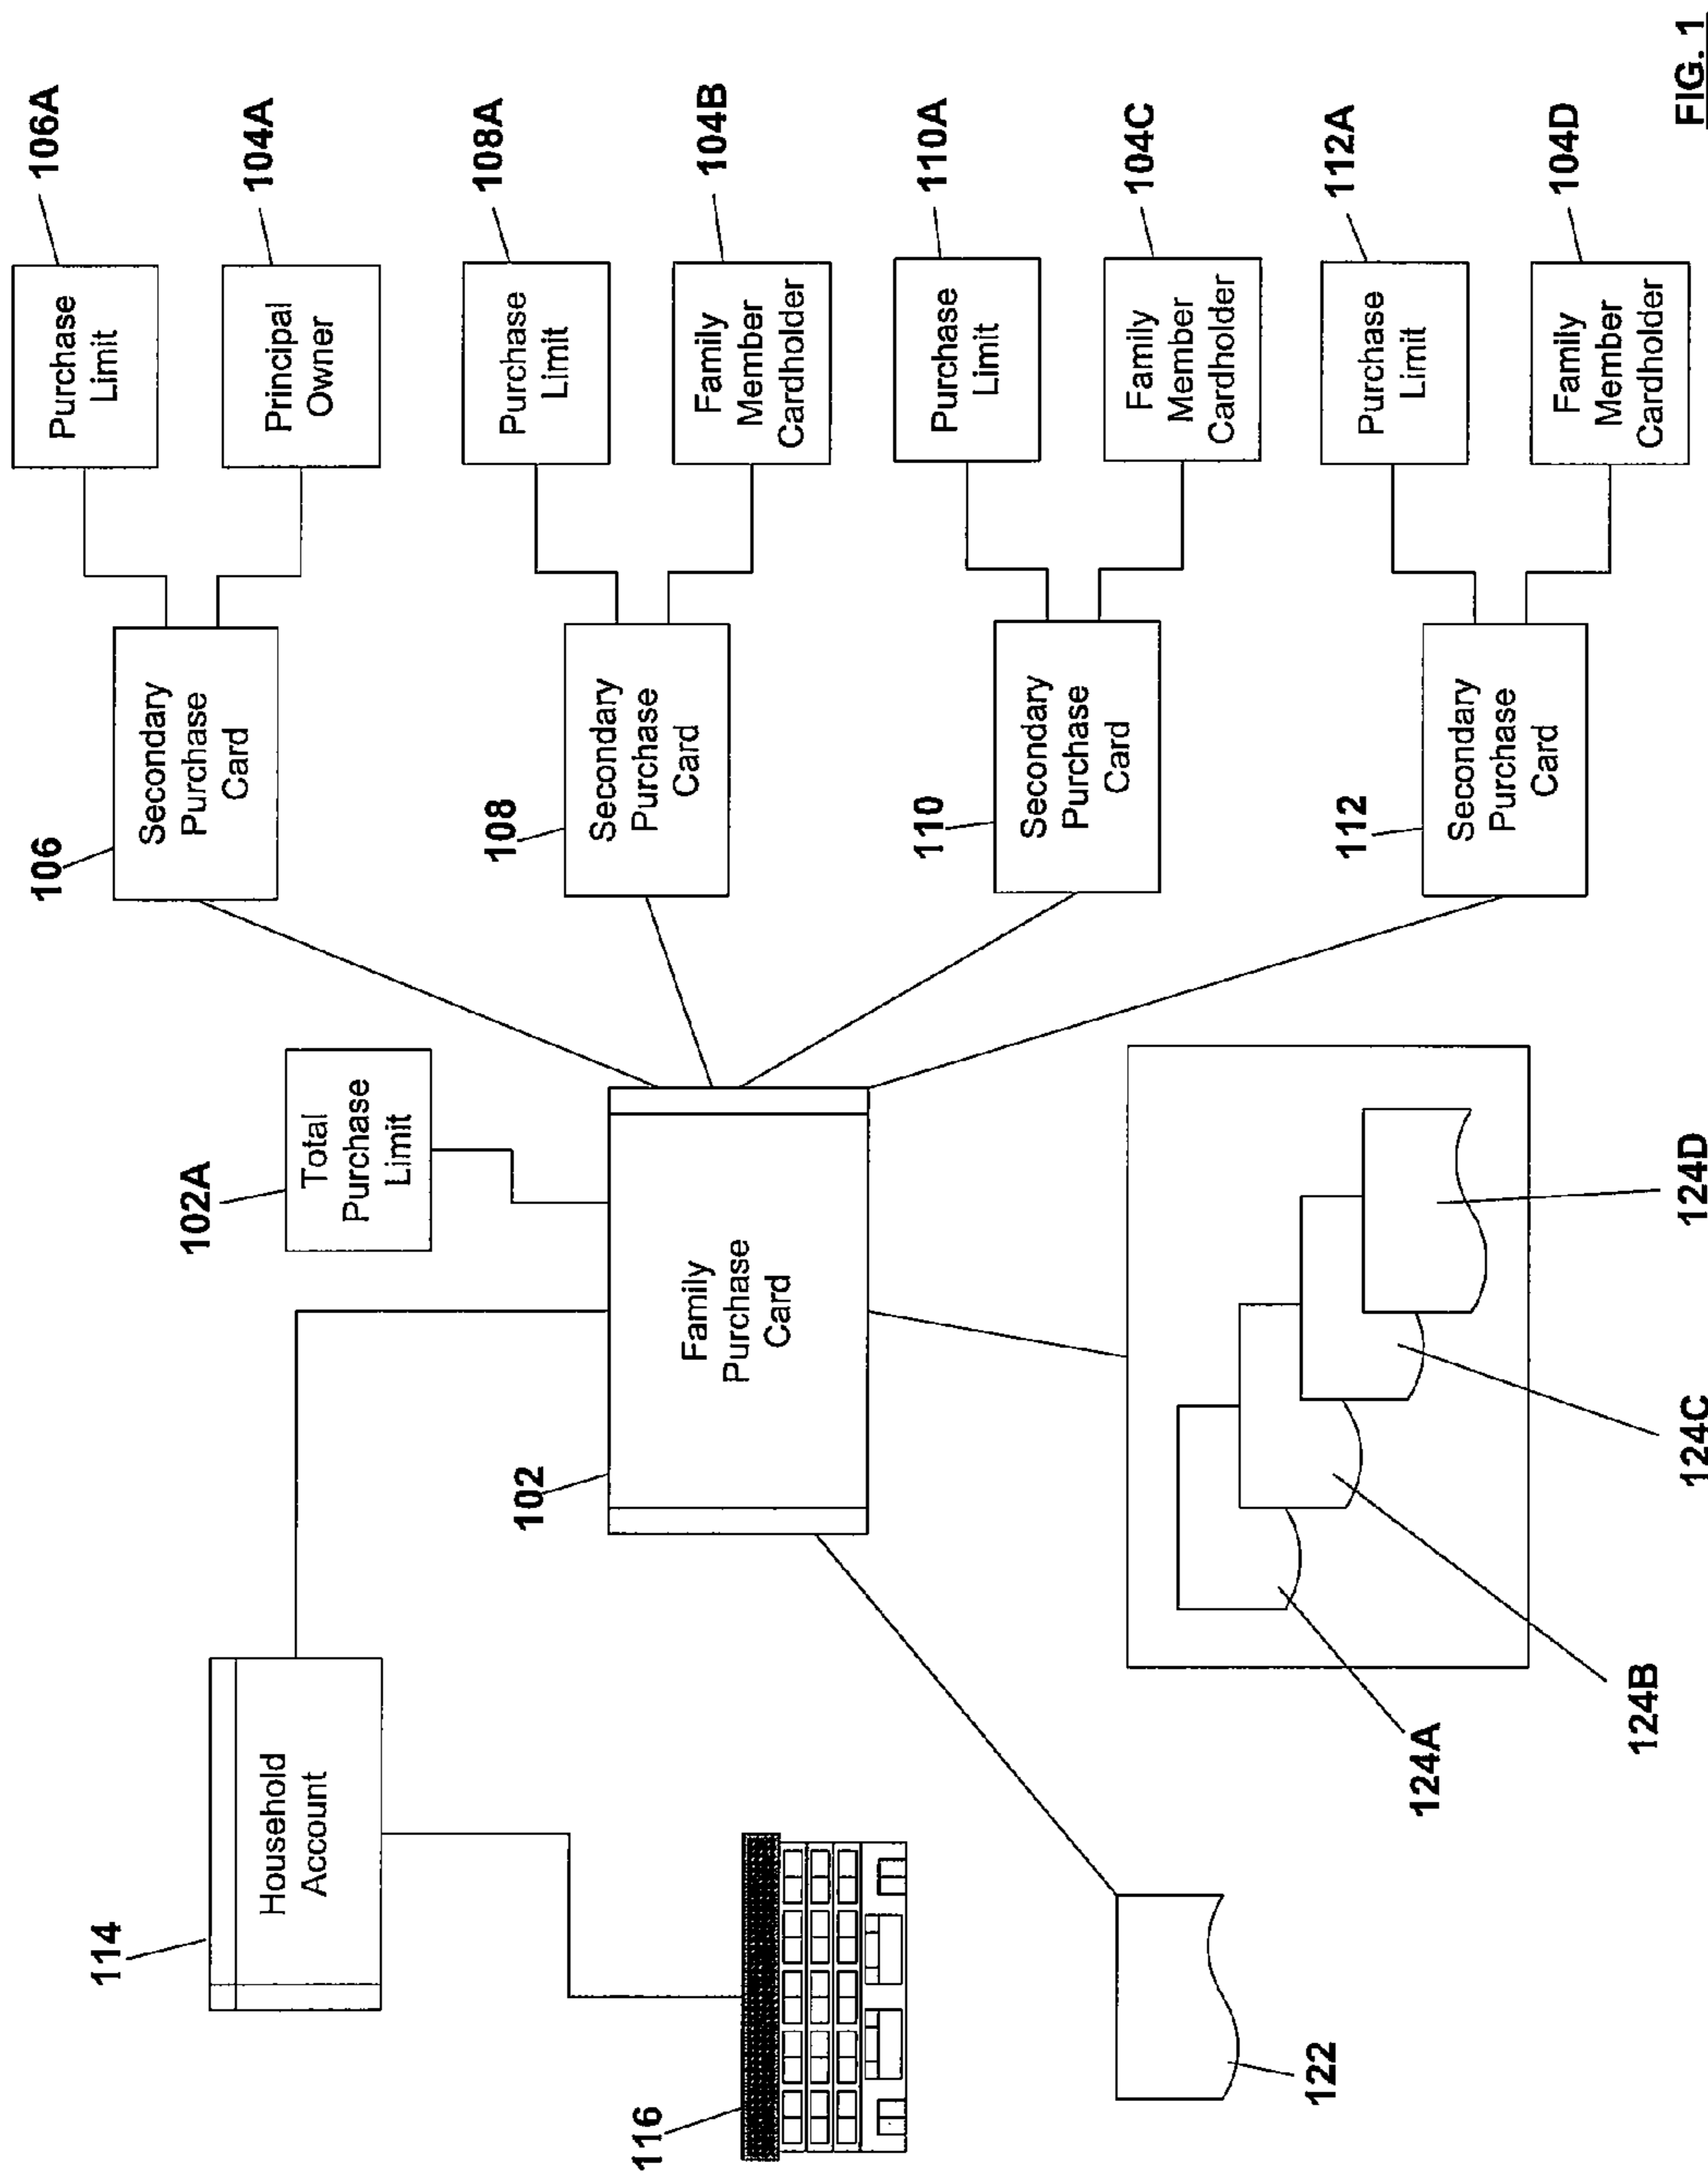 106A
Purchase
Limit
104A
Principal
Owner
106
Secondary
Purchase
Card
108A
Purchase
Limit
104B
Family
Member
Cardholder
108
Secondary
Purchase
Card
110A
Purchase
Limit
104C
Family
Member
Cardholder
110
Secondary
Purchase
Card
112A
Purchase
Limit
104D
Family
Member
Cardholder
112
Secondary
Purchase
Card
102A
Total
Purchase
Limit
102
Family
Purchase
Card
114
Household
Account
116
122
124A
124B
124C
124D
FIG. 1